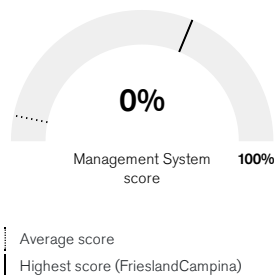 0%
Management System
score
100%
Average score
Highest score (FrieslandCampina)